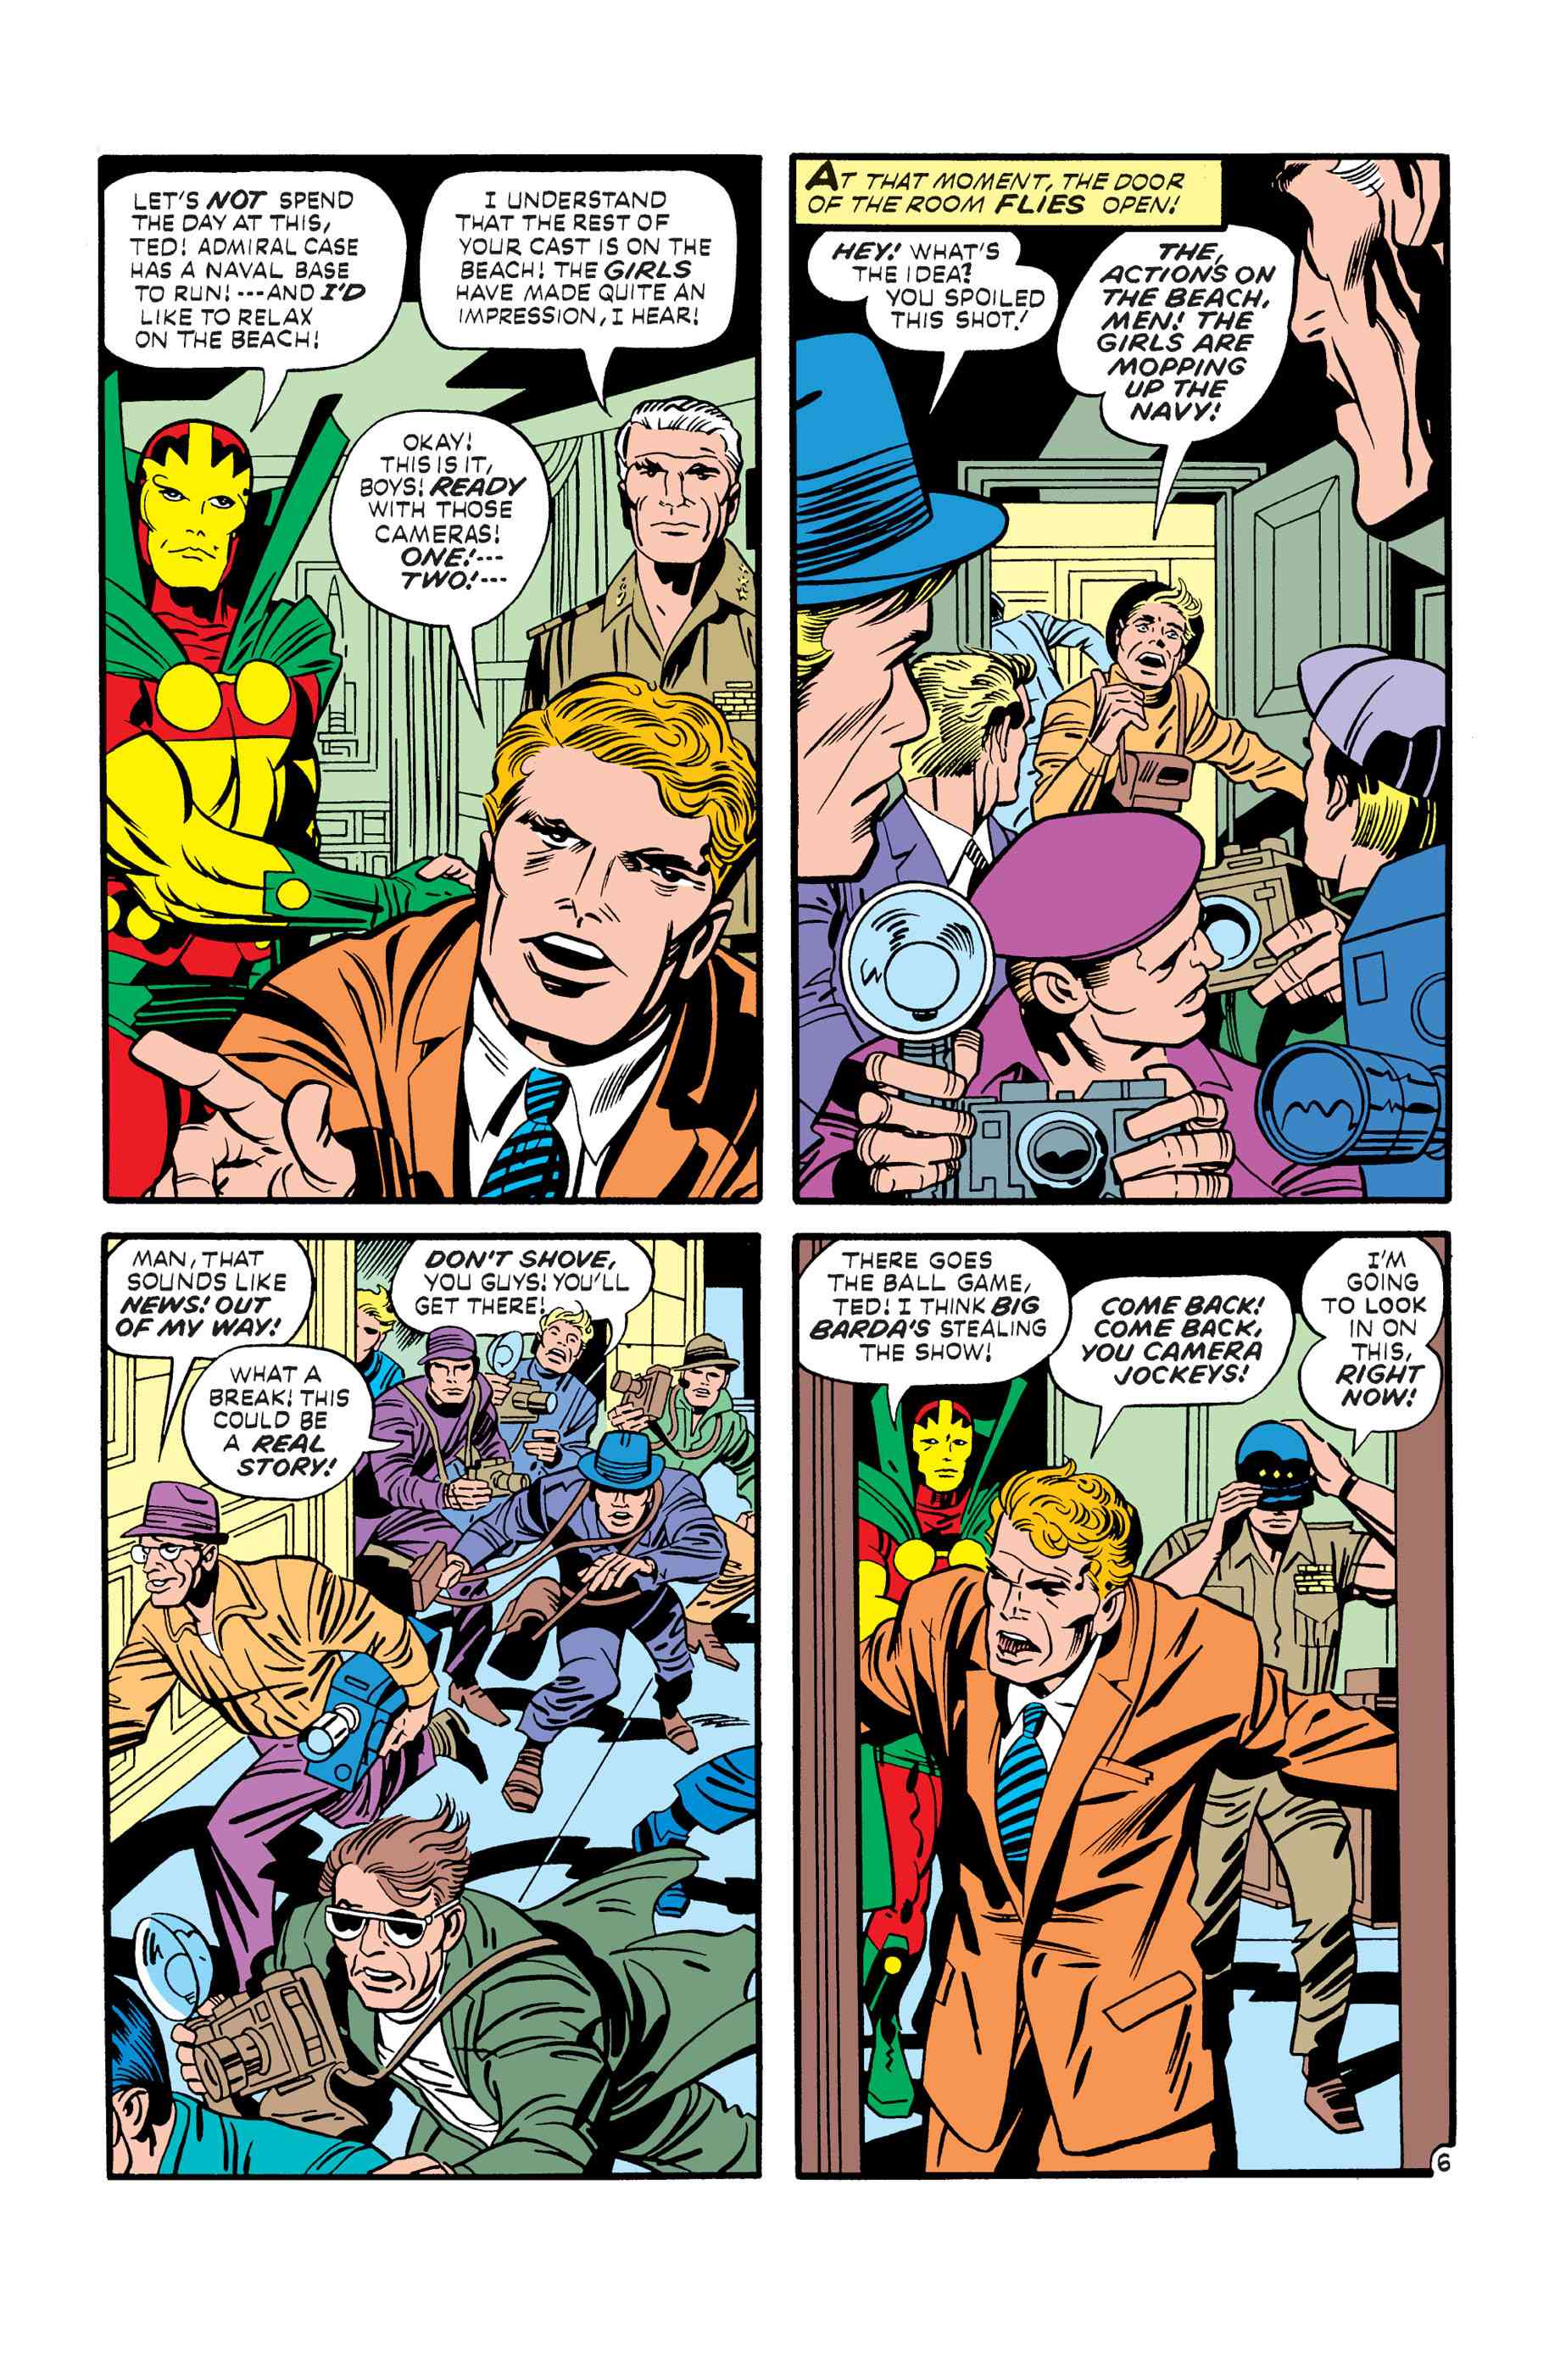 LET'S NOT SPEND
THE DAY AT THIS,
TED! ADMIRAL CASE
HAS A NAVAL BASE
TO RUN!---AND I'D
LIKE TO RELAX
ON THE BEACH!
I UNDERSTAND
THAT THE REST OF
YOUR CAST IS ON THE
BEACH! THE GIRLS
HAVE MADE QUITE AN
IMPRESSION, I HEAR!
OKAY!
THIS IS IT,
BOYS! READY
WITH THOSE
CAMERAS!
ONE!---
TWO!---
AT THAT MOMENT, THE DOOR
OF THE ROOM FLIES OPEN!
HEY! WHAT'S
THE IDEA?
YOU SPOILED
THIS SHOT!
THE,
ACTIONS ON
THE BEACH,
MEN! THE
GIRLS ARE
MOPPING
UP THE
NAVY!
MAN, THAT
SOUNDS LIKE
NEWS! OUT
OF MY WAY!
WHAT A
BREAK! THIS
COULD BE
A REAL
STORY!
DON'T SHOVE,
YOU GUYS! YOU'LL
GET THERE!
THERE GOES
THE BALL GAME,
TED! I THINK BIG
BARDA'S STEALING
THE SHOW!
COME BACK!
COME BACK,
YOU CAMERA
JOCKEYS!
I'M
GOING
TO LOOK
IN ON
THIS,
RIGHT
NOW!
6